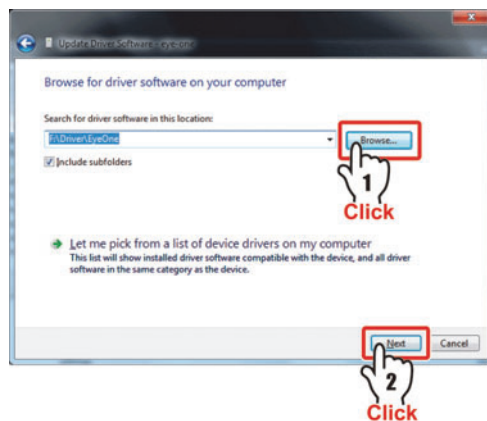 Update Driver Software - eye-one
Browse for driver software on your computer
Search for driver software in this location:
F:\Driver\EyeOne
Browse...
Include subfolders
1
Click
Let me pick from a list of device drivers on my computer
This list will show installed driver software compatible with the device, and all driver
software in the same category as the device.
Next
Cancel
2
Click